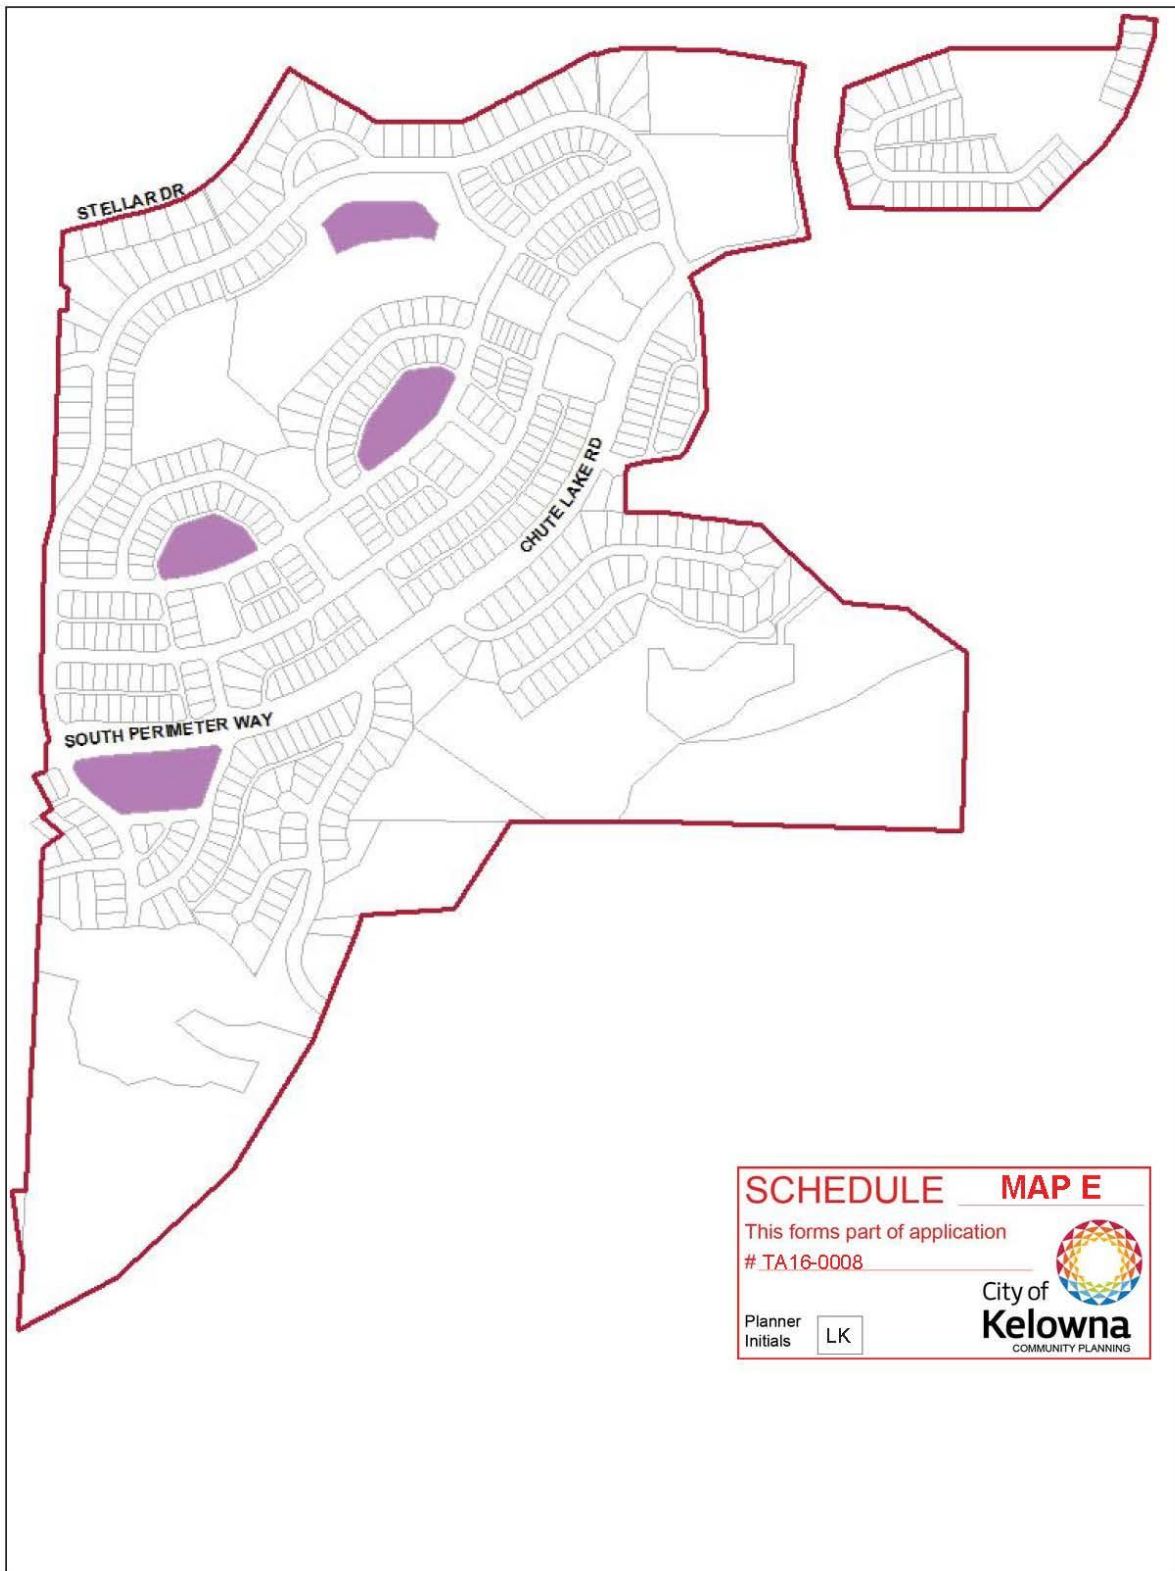 STELLAR DR
CHUTE LAKE RD
SOUTH PERIMETER WAY
SCHEDULE MAP E
This forms part of application
# TA16-0008
City of
Kelowna
COMMUNITY PLANNING
Planner
Initials LK